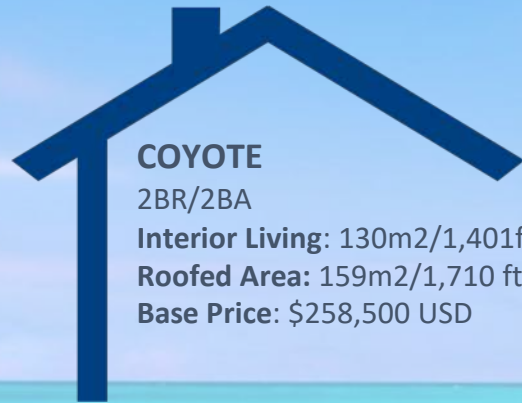 COYOTE
2BR/2BA
Interior Living: 130m2/1,401f
Roofed Area: 159m2/1,710 ft
Base Price: $258,500 USD